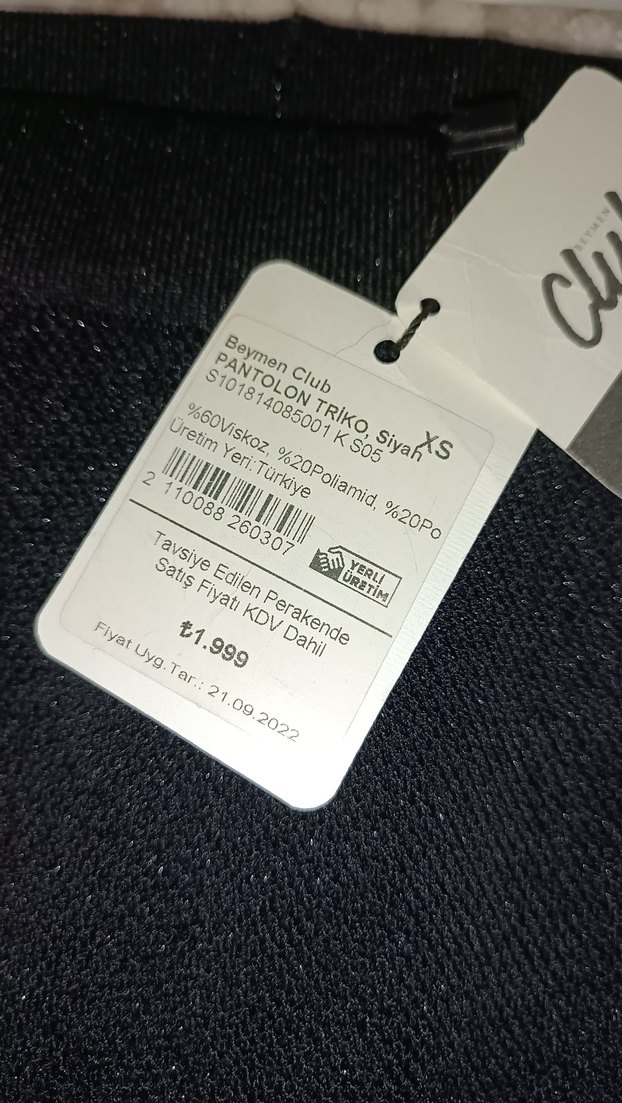 BEYMEN
Beymen Club
PANTOLON TRİKO, Siyah
XS
S101814085001 K S05
%60Viskoz, %20Poliamid, %20Po
Üretim Yeri:Türkiye
2 110088 260307
YERLİ
ÜRETİM
Tavsiye Edilen Perakende
Satış Fiyatı KDV Dahil
₺1.999
Fiyat Uyg.Tar.: 21.09.2022